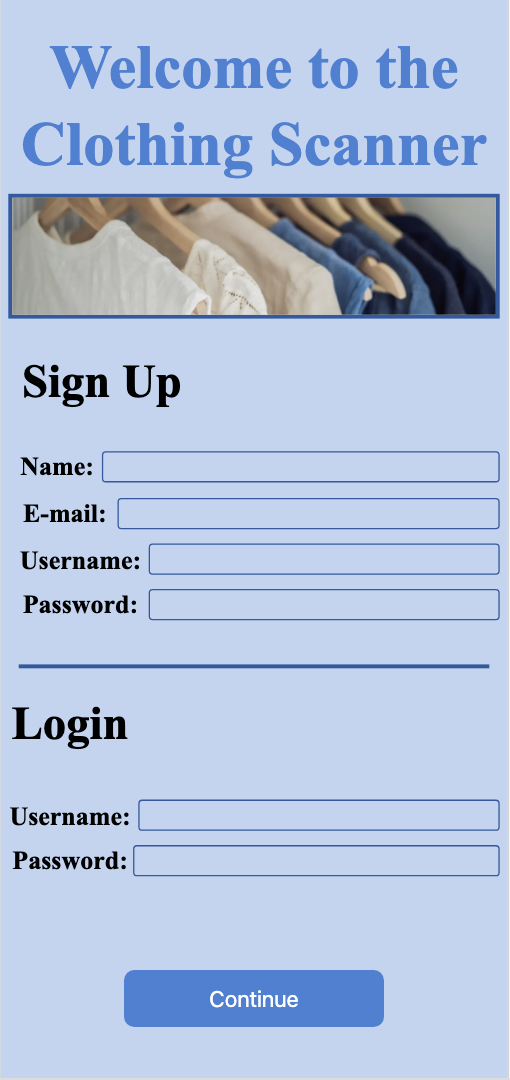 Welcome to the
Clothing Scanner
Sign Up
Name:
E-mail:
Username:
Password:
Login
Username:
Password:
Continue